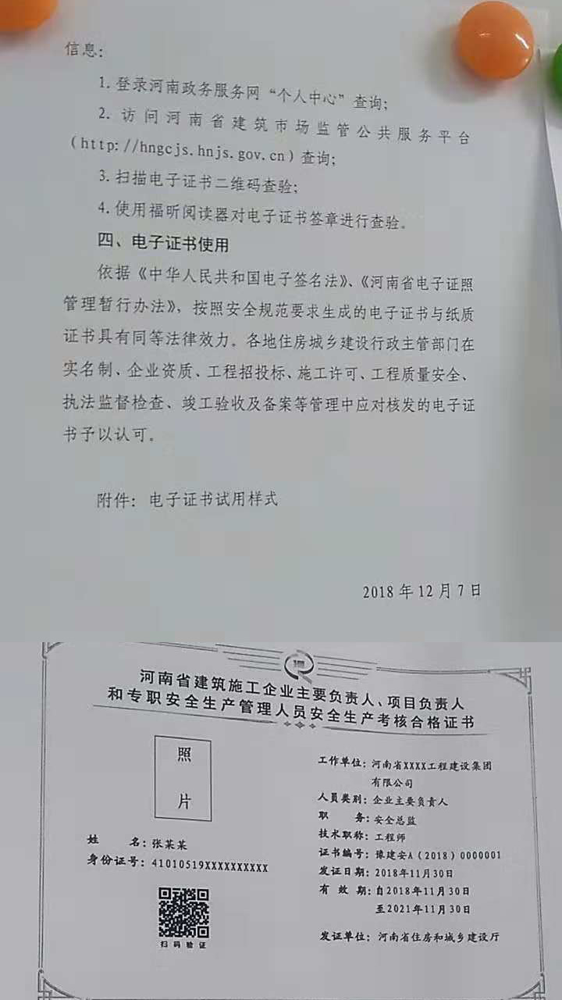 信息：
1.登录河南政务服务网“个人中心”查询；
2.访问河南省建筑市场监管公共服务平台
（http://hngcjs.hnjs.gov.cn）查询；
3.扫描电子证书二维码查验；
4.使用福昕阅读器对电子证书签章进行查验。
四、电子证书使用
依据《中华人民共和国电子签名法》、《河南省电子证照
管理暂行办法》，按照安全规范要求生成的电子证书与纸质
证书具有同等法律效力。各地住房城乡建设行政主管部门在
实名制、企业资质、工程招投标、施工许可、工程质量安全、
执法监督检查、竣工验收及备案等管理中应对核发的电子证
书予以认可。
附件：电子证书试用样式
2018年12月7日
河南省建筑施工企业主要负责人、项目负责人
和专职安全生产管理人员安全生产考核合格证书
照
片
姓名：张某某
身份证号：41010519XXXXXXXXXX
扫码验证
工作单位：河南省XXXX工程建设集团
有限公司
人员类别：企业主要负责人
职务：安全总监
技术职称：工程师
证书编号：豫建安A（2018）0000001
发证日期：2018年11月30日
有效期：自2018年11月30日
至2021年11月30日
发证单位：河南省住房和城乡建设厅